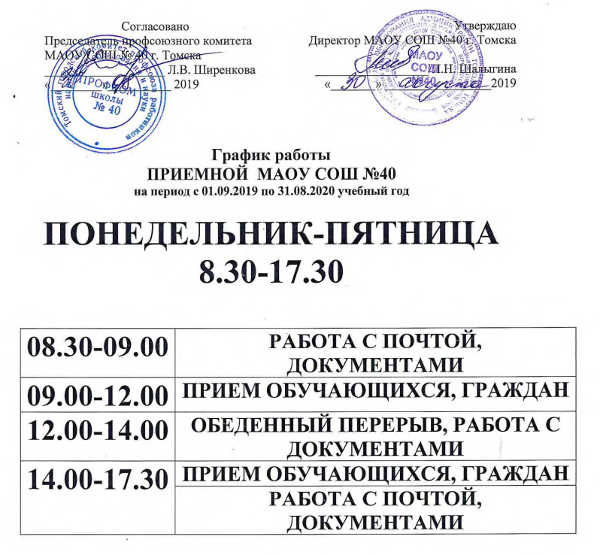 Согласовано
Председатель профсоюзного комитета
МАОУ СОШ №40 г. Томска
Л.В. Ширенкова
2019
Утверждаю
Директор МАОУ СОШ №40 г. Томска
« 30 » августа 2019
МАОУ
СОШ
№40
ПРОФКОМ
школы
№ 40
График работы
ПРИЕМНОЙ МАОУ СОШ №40
на период с 01.09.2019 по 31.08.2020 учебный год
ПОНЕДЕЛЬНИК-ПЯТНИЦА
8.30-17.30
08.30-09.00 РАБОТА С ПОЧТОЙ,
ДОКУМЕНТАМИ
09.00-12.00 ПРИЕМ ОБУЧАЮЩИХСЯ, ГРАЖДАН
12.00-14.00 ОБЕДЕННЫЙ ПЕРЕРЫВ, РАБОТА С
ДОКУМЕНТАМИ
14.00-17.30 ПРИЕМ ОБУЧАЮЩИХСЯ, ГРАЖДАН
РАБОТА С ПОЧТОЙ,
ДОКУМЕНТАМИ